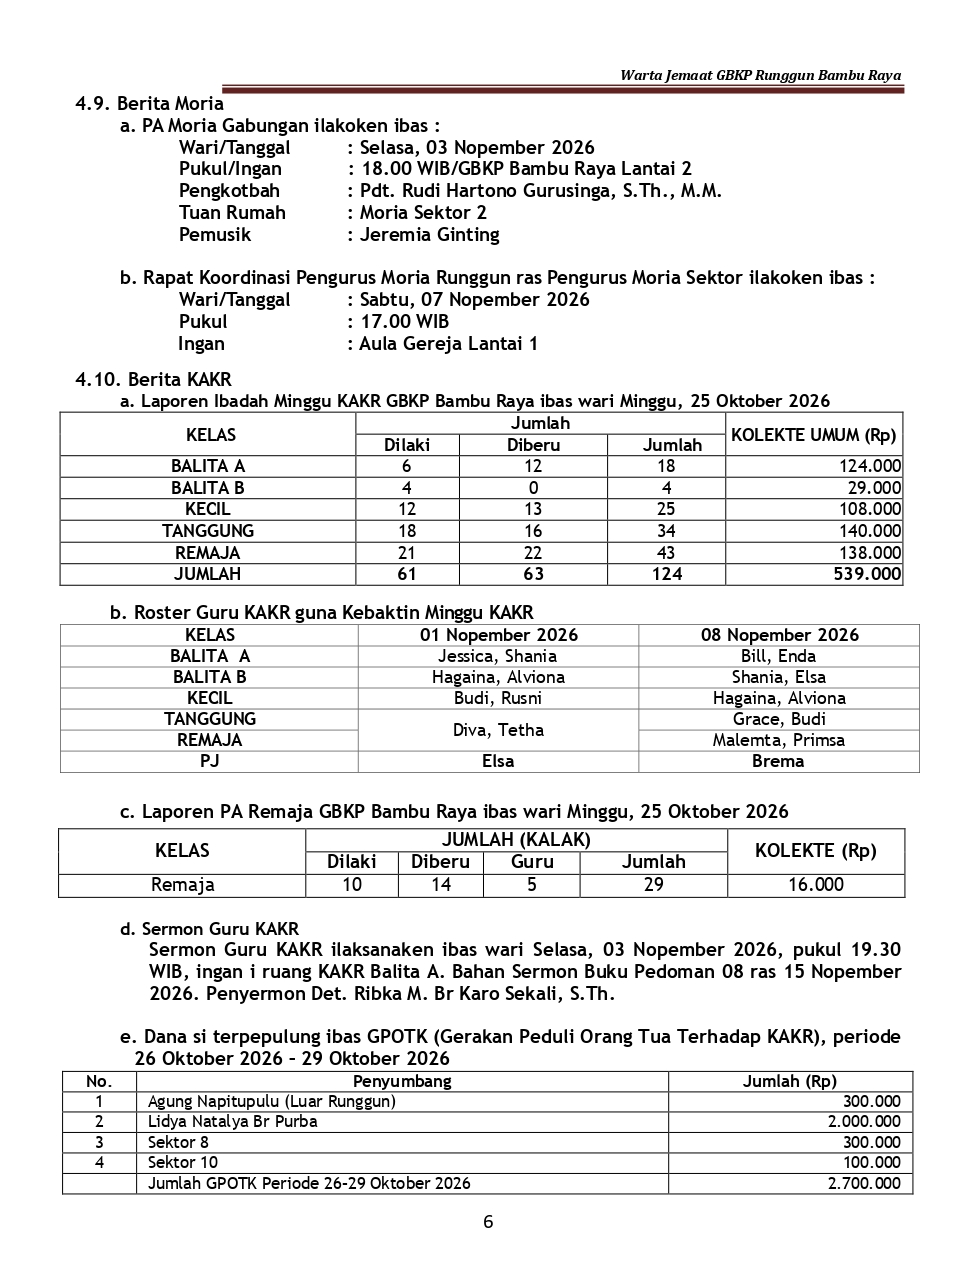 Warta Jemaat GBKP Runggun Bambu Raya
4.9. Berita Moria
a. PA Moria Gabungan ilakoken ibas :
Wari/Tanggal : Selasa, 03 Nopember 2026
Pukul/Ingan : 18.00 WIB/GBKP Bambu Raya Lantai 2
Pengkotbah : Pdt. Rudi Hartono Gurusinga, S.Th., M.M.
Tuan Rumah : Moria Sektor 2
Pemusik : Jeremia Ginting
b. Rapat Koordinasi Pengurus Moria Runggun ras Pengurus Moria Sektor ilakoken ibas :
Wari/Tanggal : Sabtu, 07 Nopember 2026
Pukul : 17.00 WIB
Ingan : Aula Gereja Lantai 1
4.10. Berita KAKR
a. Laporen Ibadah Minggu KAKR GBKP Bambu Raya ibas wari Minggu, 25 Oktober 2026
KELAS Jumlah KOLEKTE UMUM (Rp)
Dilaki Diberu Jumlah
BALITA A 6 12 18 124.000
BALITA B 4 0 4 29.000
KECIL 12 13 25 108.000
TANGGUNG 18 16 34 140.000
REMAJA 21 22 43 138.000
JUMLAH 61 63 124 539.000
b. Roster Guru KAKR guna Kebaktin Minggu KAKR
KELAS 01 Nopember 2026 08 Nopember 2026
BALITA A Jessica, Shania Bill, Enda
BALITA B Hagaina, Alviona Shania, Elsa
KECIL Budi, Rusni Hagaina, Alviona
TANGGUNG Diva, Tetha Grace, Budi
REMAJA Malemta, Primsa
PJ Elsa Brema
c. Laporen PA Remaja GBKP Bambu Raya ibas wari Minggu, 25 Oktober 2026
KELAS JUMLAH (KALAK) KOLEKTE (Rp)
Dilaki Diberu Guru Jumlah
Remaja 10 14 5 29 16.000
d. Sermon Guru KAKR
Sermon Guru KAKR ilaksanaken ibas wari Selasa, 03 Nopember 2026, pukul 19.30
WIB, ingan i ruang KAKR Balita A. Bahan Sermon Buku Pedoman 08 ras 15 Nopember
2026. Penyermon Det. Ribka M. Br Karo Sekali, S.Th.
e. Dana si terpepulung ibas GPOTK (Gerakan Peduli Orang Tua Terhadap KAKR), periode
26 Oktober 2026 – 29 Oktober 2026
No. Penyumbang Jumlah (Rp)
1 Agung Napitupulu (Luar Runggun) 300.000
2 Lidya Natalya Br Purba 2.000.000
3 Sektor 8 300.000
4 Sektor 10 100.000
Jumlah GPOTK Periode 26–29 Oktober 2026 2.700.000
6